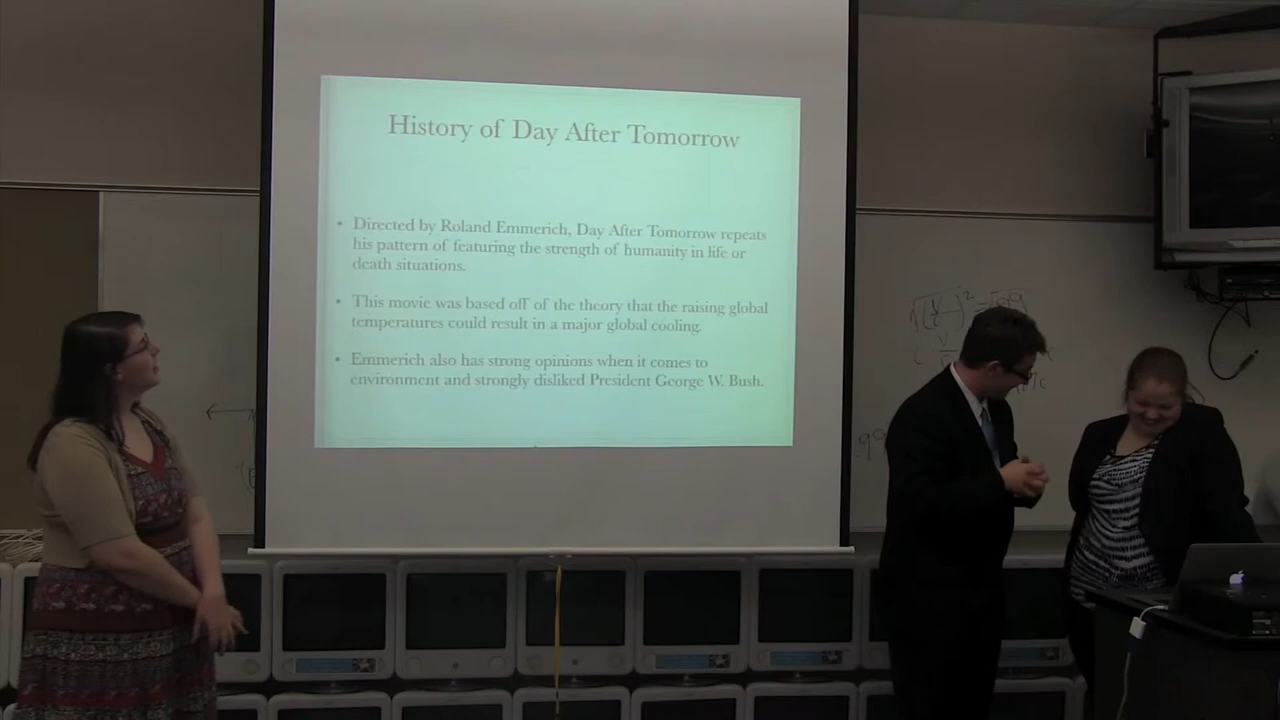 History of Day After Tomorrow
• Directed by Roland Emmerich, Day After Tomorrow repeats
his pattern of featuring the strength of humanity in life or
death situations.
• This movie was based off of the theory that the raising global
temperatures could result in a major global cooling.
• Emmerich also has strong opinions when it comes to
environment and strongly disliked President George W. Bush.